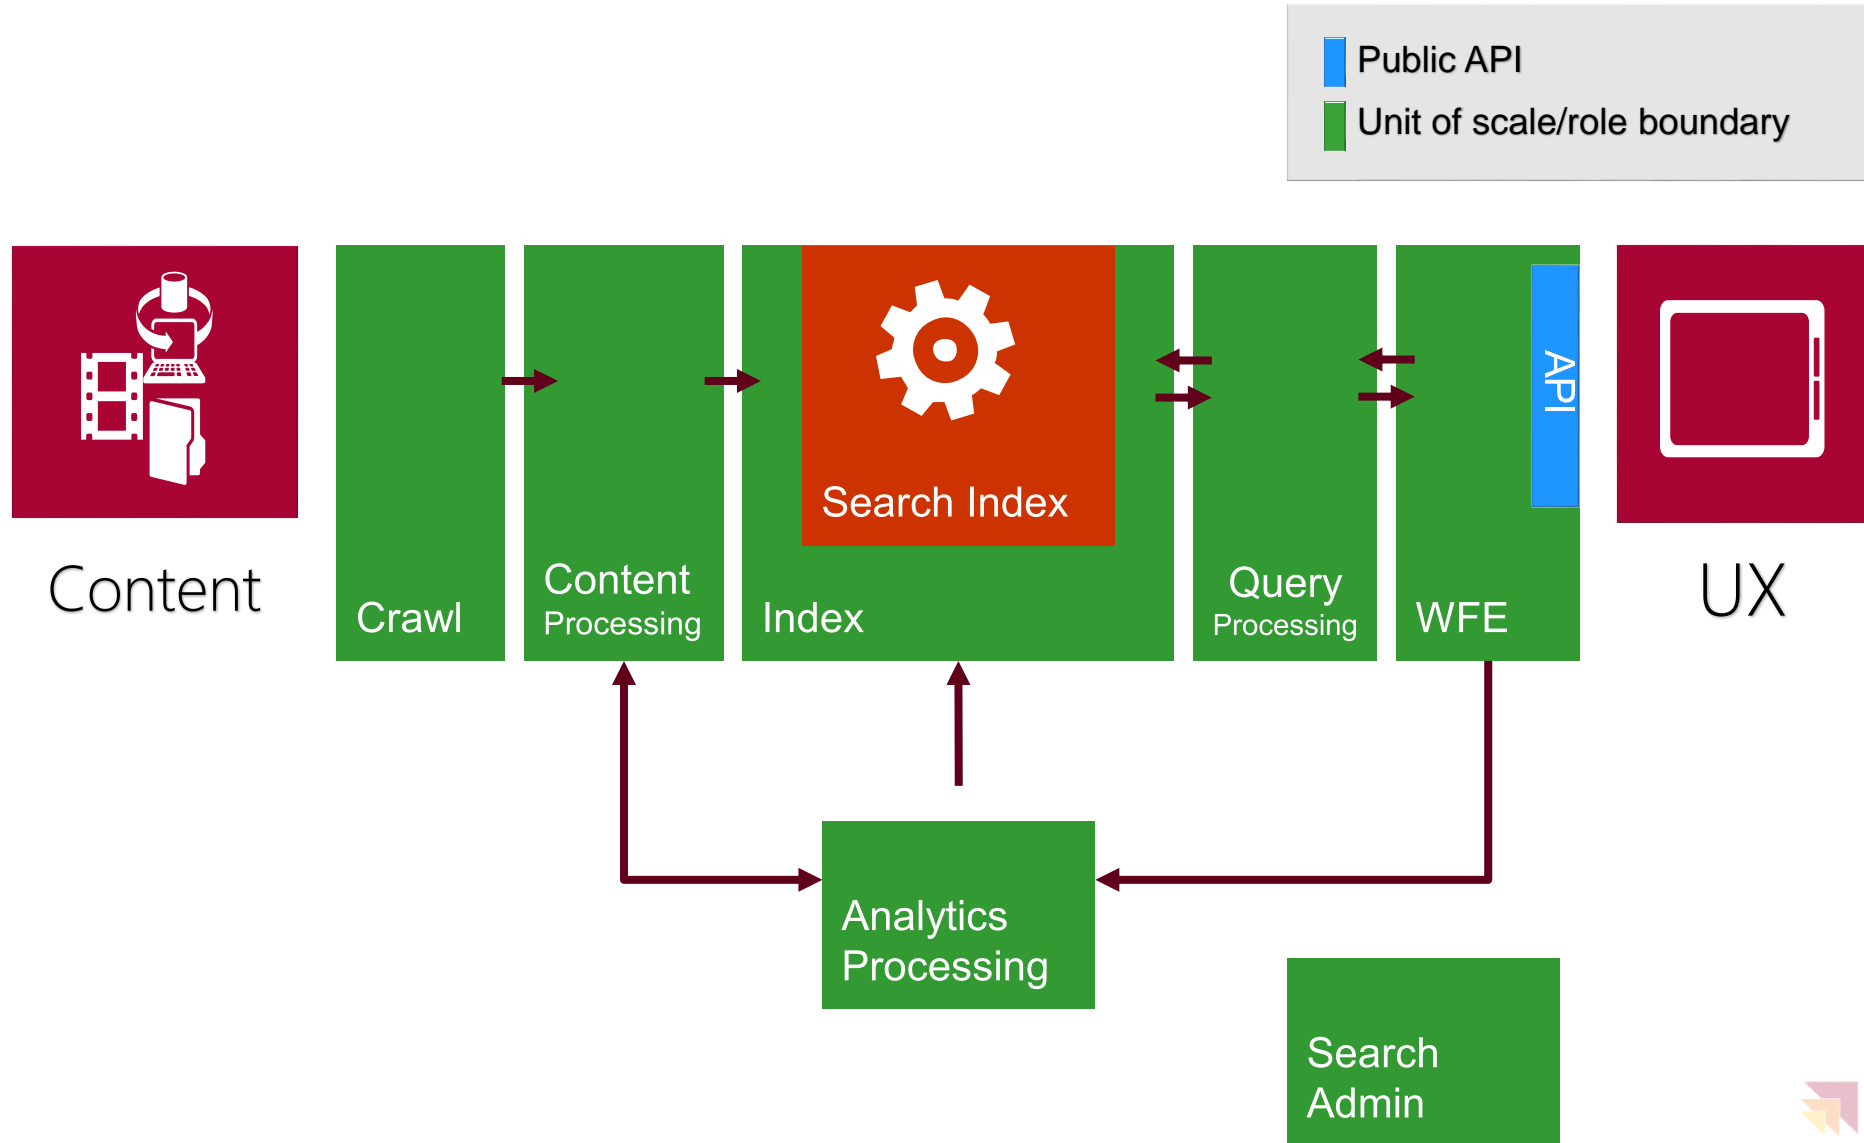 Public API
Unit of scale/role boundary
Content
Crawl
Content
Processing
Search Index
Index
Query
Processing
WFE
API
UX
Analytics
Processing
Search
Admin